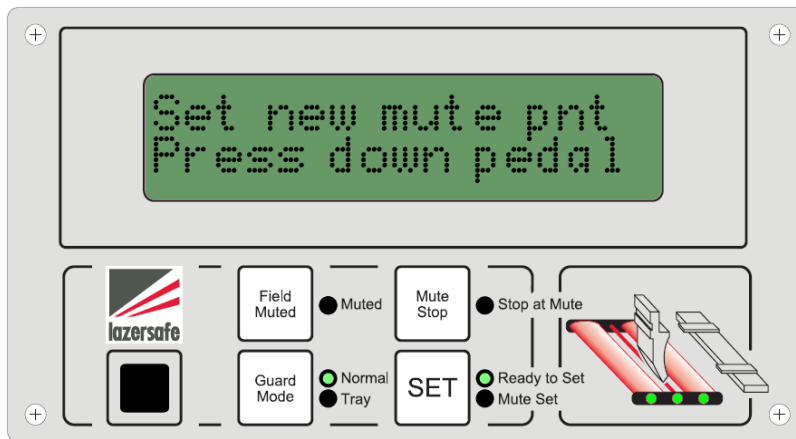 Set new mute pnt
Press down pedal
lazersafe
Field
Muted
Muted
Mute
Stop
Stop at Mute
Guard
Mode
Normal
Tray
SET
Ready to Set
Mute Set